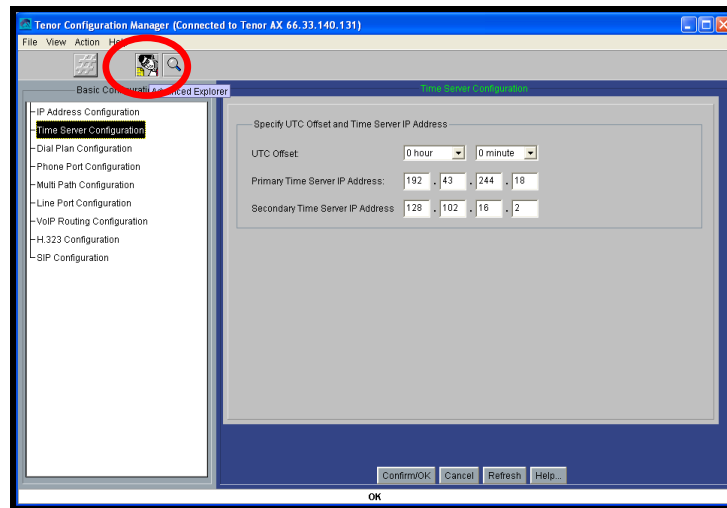 Tenor Configuration Manager (Connected to Tenor AX 66.33.140.131)
File View Action Help
Basic Configurati
Advanced Explorer
IP Address Configuration
Time Server Configuration
Dial Plan Configuration
Phone Port Configuration
Multi Path Configuration
Line Port Configuration
VoIP Routing Configuration
H.323 Configuration
SIP Configuration
Time Server Configuration
Specify UTC Offset and Time Server IP Address
UTC Offset: 0 hour 0 minute
Primary Time Server IP Address: 192 . 43 . 244 . 18
Secondary Time Server IP Address 128 . 102 . 16 . 2
Confirm/OK Cancel Refresh Help...
OK